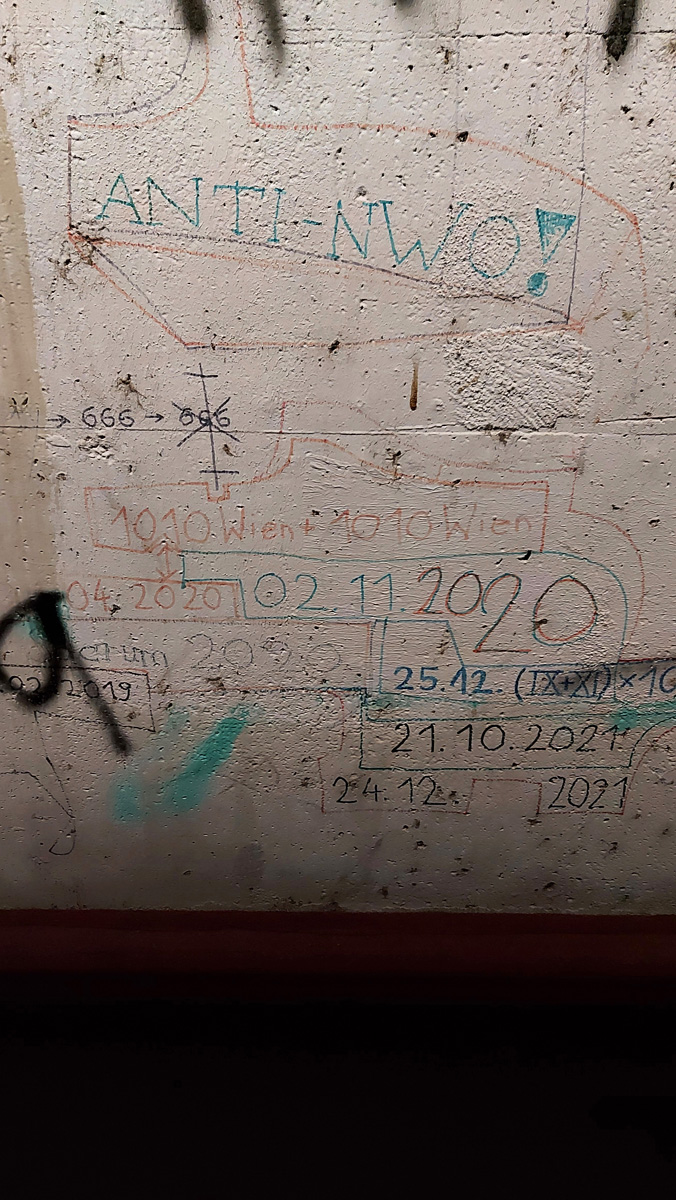 ANTI-NWO!
→ 666 → 666
1010 Wien + 1010 Wien
04.2020
02.11.2020
25.12. (IX+XI)×10
2019
21.10.2021
24.12. 2021